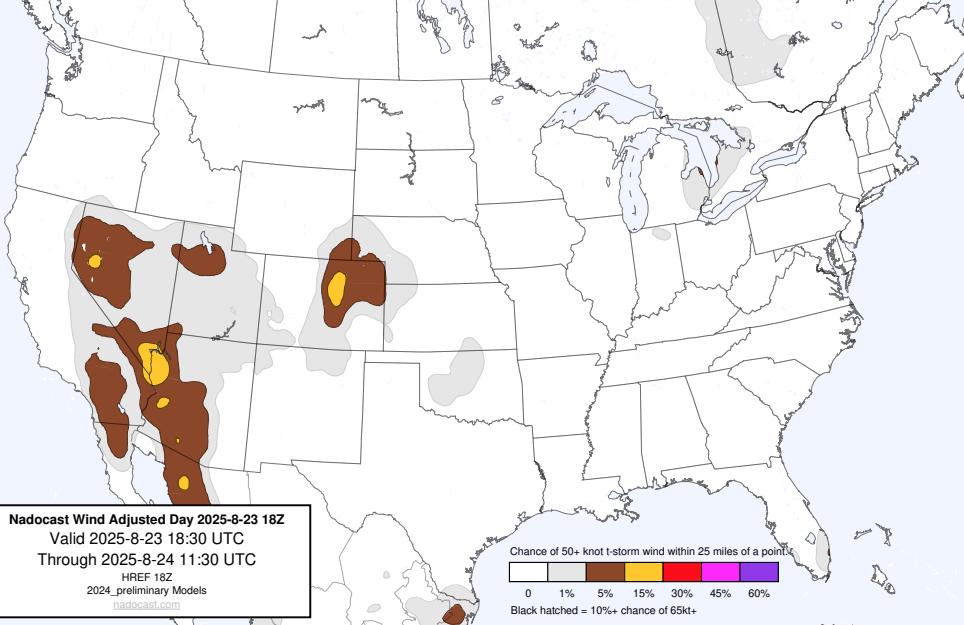 Nadocast Wind Adjusted Day 2025-8-23 18Z
Valid 2025-8-23 18:30 UTC
Through 2025-8-24 11:30 UTC
HREF 18Z
2024_preliminary Models
nadocast.com
Chance of 50+ knot t-storm wind within 25 miles of a point.
0 1% 5% 15% 30% 45% 60%
Black hatched = 10%+ chance of 65kt+